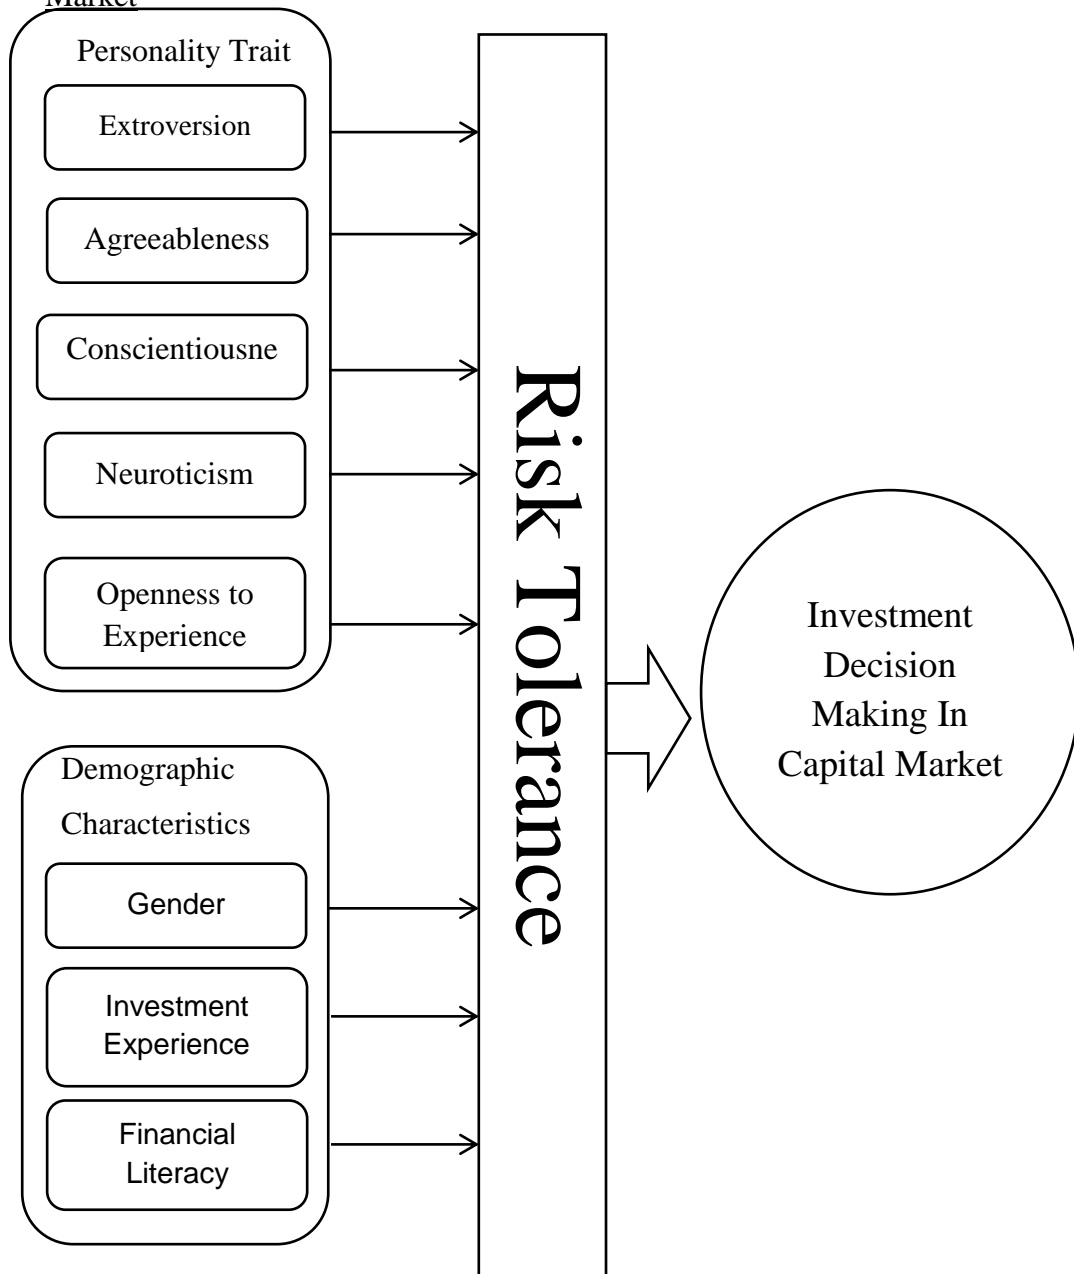 Market
Personality Trait
Extroversion
Agreeableness
Conscientiousne
Neuroticism
Openness to
Experience
Demographic
Characteristics
Gender
Investment
Experience
Financial
Literacy
Risk Tolerance
Investment
Decision
Making In
Capital Market